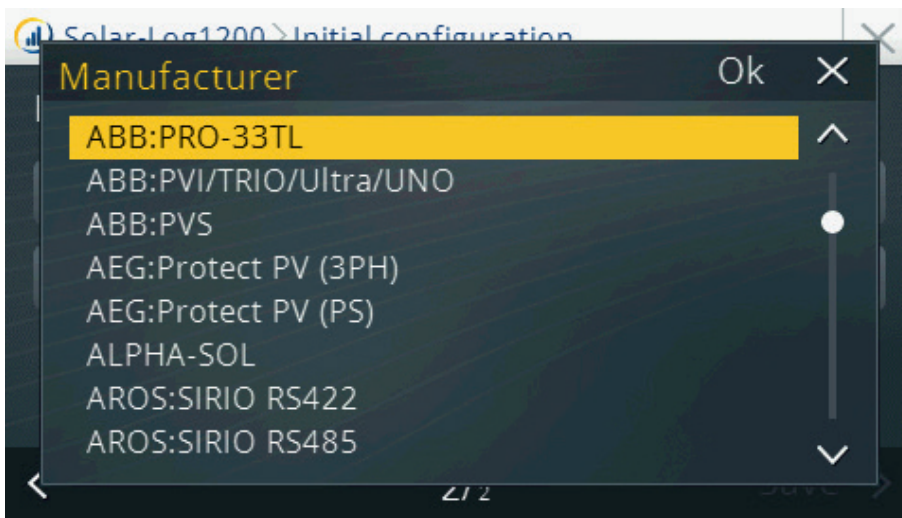 Solar-Log1200 > Initial configuration
Manufacturer
Ok
ABB:PRO-33TL
ABB:PVI/TRIO/Ultra/UNO
ABB:PVS
AEG:Protect PV (3PH)
AEG:Protect PV (PS)
ALPHA-SOL
AROS:SIRIO RS422
AROS:SIRIO RS485
2/2
Save